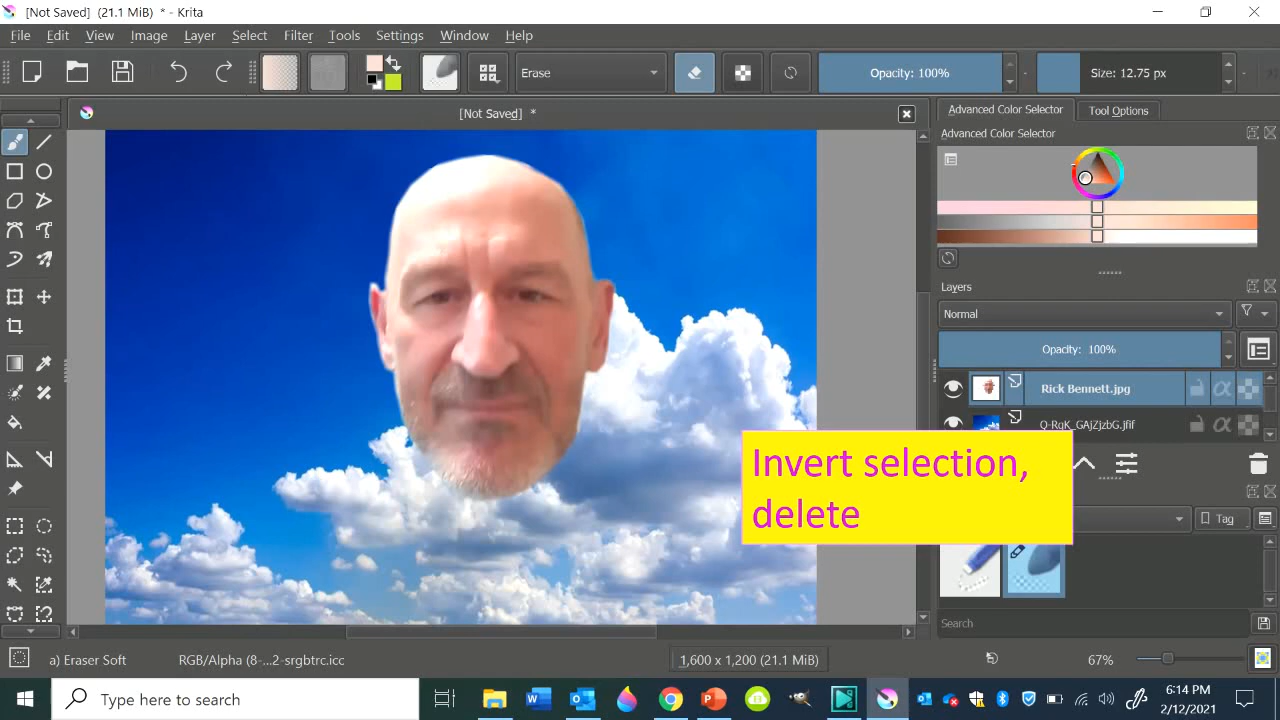 [Not Saved]  (21.1 MiB)  * - Krita
File Edit View Image Layer Select Filter Tools Settings Window Help
Erase Opacity: 100% Size: 12.75 px
[Not Saved]  *
Advanced Color Selector Tool Options
Advanced Color Selector
Layers
Normal
Opacity:  100%
Rick Bennett.jpg
Q-RqK_GAjZjzbG.jfif
Invert selection,
delete
Tag
Search
a) Eraser Soft RGB/Alpha (8-...2-srgbtrc.icc 1,600 x 1,200 (21.1 MiB) 67%
Type here to search
6:14 PM
2/12/2021